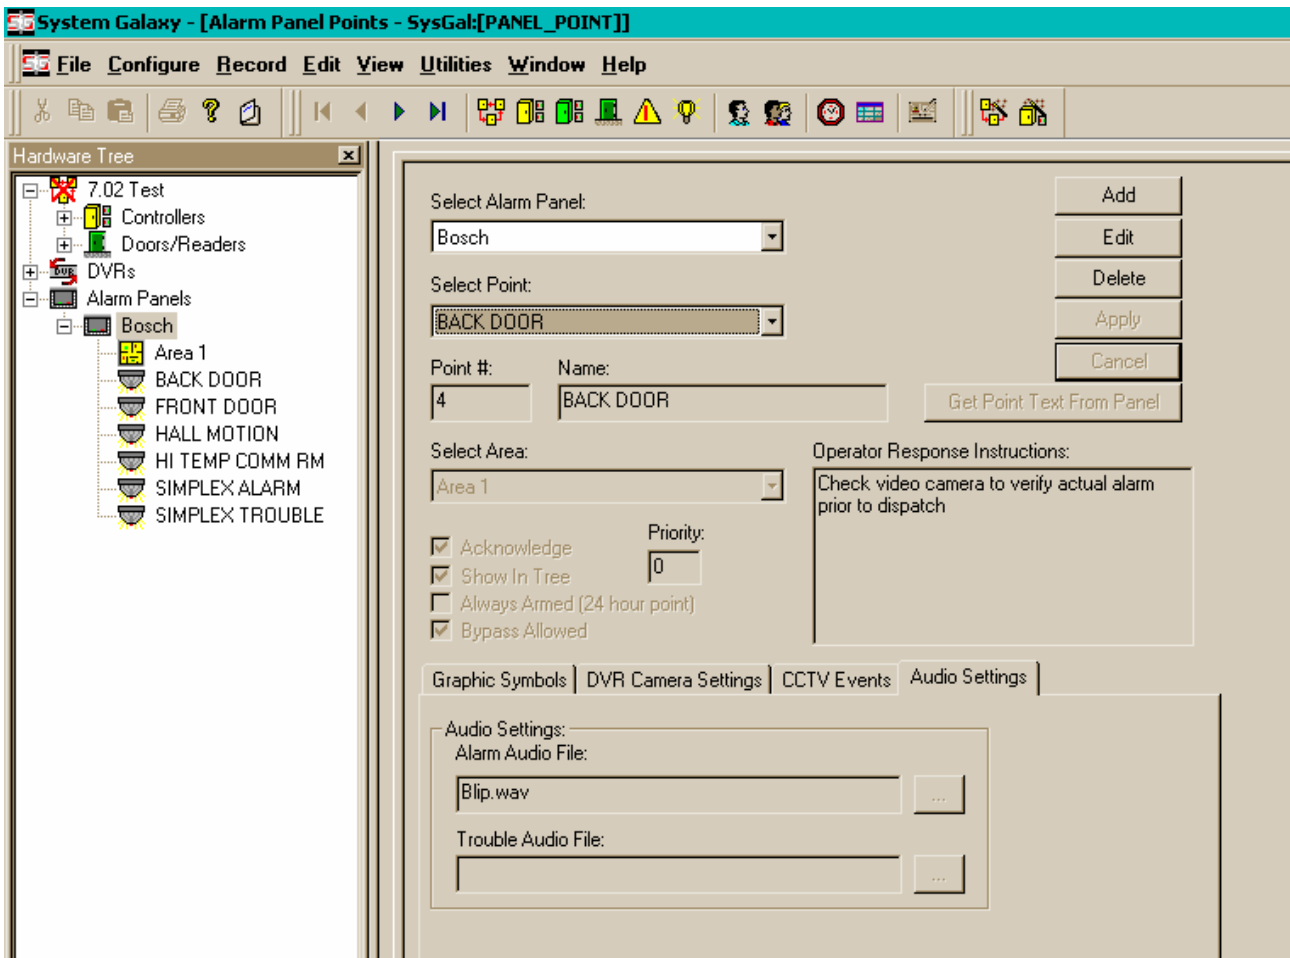 System Galaxy - [Alarm Panel Points - SysGal:[PANEL_POINT]]
File Configure Record Edit View Utilities Window Help
Hardware Tree
7.02 Test
Controllers
Doors/Readers
DVRs
Alarm Panels
Bosch
Area 1
BACK DOOR
FRONT DOOR
HALL MOTION
HI TEMP COMM RM
SIMPLEX ALARM
SIMPLEX TROUBLE
Select Alarm Panel:
Bosch
Select Point:
BACK DOOR
Point #: Name:
4 BACK DOOR
Add
Edit
Delete
Apply
Cancel
Get Point Text From Panel
Select Area:
Area 1
Priority:
0
Acknowledge
Show In Tree
Always Armed (24 hour point)
Bypass Allowed
Operator Response Instructions:
Check video camera to verify actual alarm
prior to dispatch
Graphic Symbols DVR Camera Settings CCTV Events Audio Settings
Audio Settings:
Alarm Audio File:
Blip.wav ...
Trouble Audio File:
...